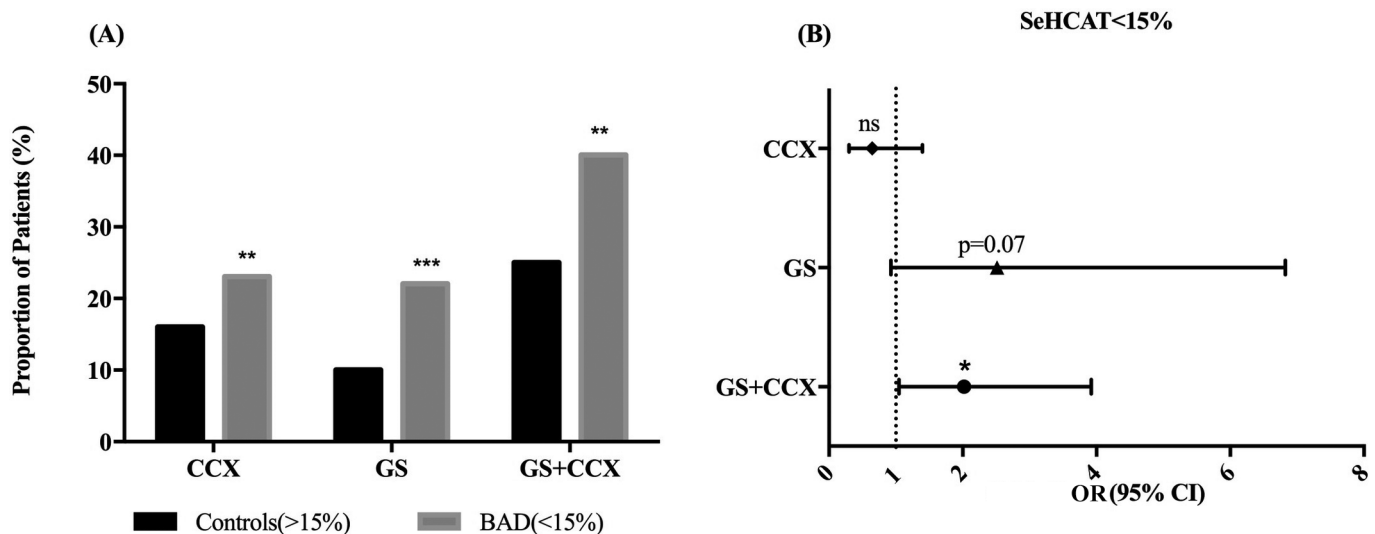 (A)
Proportion of Patients (%)
50
40
30
20
10
0
**
***
**
CCX
GS
GS+CCX
Controls(>15%)
BAD(<15%)
(B)
SeHCAT<15%
CCX
GS
GS+CCX
ns
p=0.07
*
0
1
2
4
6
8
OR (95% CI)